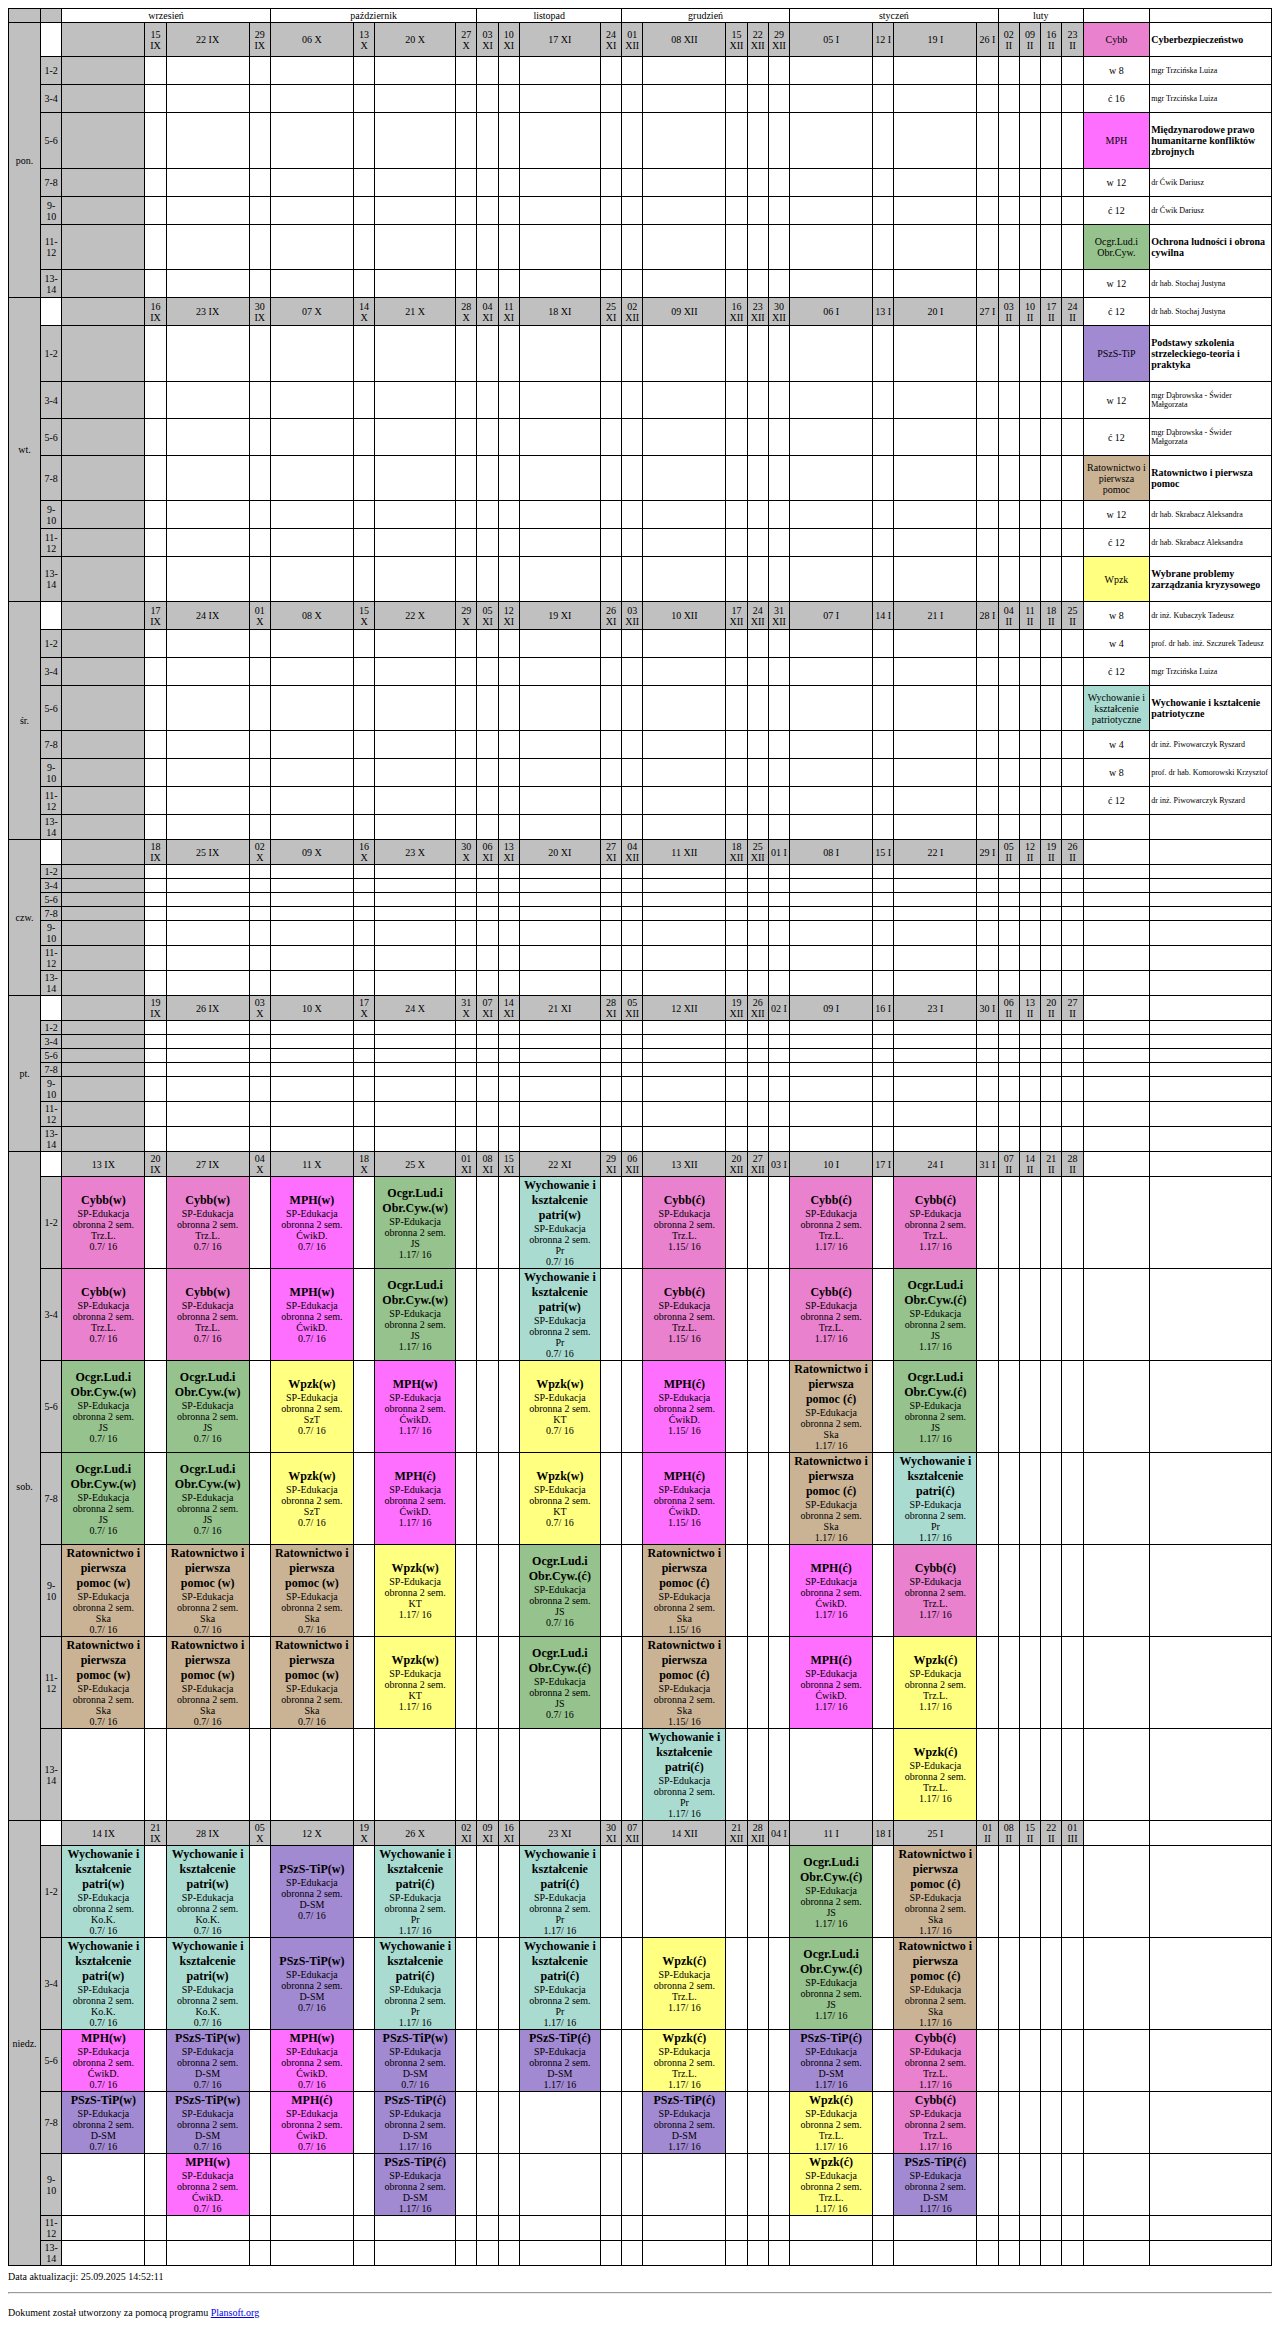 wrzesień październik listopad grudzień styczeń luty
pon. 15 IX 22 IX 29 IX 06 X 13 X 20 X 27 X 03 XI 10 XI 17 XI 24 XI 01 XII 08 XII 15 XII 22 XII 29 XII 05 I 12 I 19 I 26 I 02 II 09 II 16 II 23 II Cybb Cyberbezpieczeństwo
1-2 w 8 mgr Trzcińska Luiza
3-4 ć 16 mgr Trzcińska Luiza
5-6 MPH Międzynarodowe prawo humanitarne konfliktów zbrojnych
7-8 w 12 dr Ćwik Dariusz
9-10 ć 12 dr Ćwik Dariusz
11-12 Ocgr.Lud.i Obr.Cyw. Ochrona ludności i obrona cywilna
13-14 w 12 dr hab. Stochaj Justyna
wt. 16 IX 23 IX 30 IX 07 X 14 X 21 X 28 X 04 XI 11 XI 18 XI 25 XI 02 XII 09 XII 16 XII 23 XII 30 XII 06 I 13 I 20 I 27 I 03 II 10 II 17 II 24 II ć 12 dr hab. Stochaj Justyna
1-2 PSzS-TiP Podstawy szkolenia strzeleckiego-teoria i praktyka
3-4 w 12 mgr Dąbrowska - Świder Małgorzata
5-6 ć 12 mgr Dąbrowska - Świder Małgorzata
7-8 Ratownictwo i pierwsza pomoc Ratownictwo i pierwsza pomoc
9-10 w 12 dr hab. Skrabacz Aleksandra
11-12 ć 12 dr hab. Skrabacz Aleksandra
13-14 Wpzk Wybrane problemy zarządzania kryzysowego
śr. 17 IX 24 IX 01 X 08 X 15 X 22 X 29 X 05 XI 12 XI 19 XI 26 XI 03 XII 10 XII 17 XII 24 XII 31 XII 07 I 14 I 21 I 28 I 04 II 11 II 18 II 25 II w 8 dr inż. Kubaczyk Tadeusz
1-2 w 4 prof. dr hab. inż. Szczurek Tadeusz
3-4 ć 12 mgr Trzcińska Luiza
5-6 Wychowanie i kształcenie patriotyczne Wychowanie i kształcenie patriotyczne
7-8 w 4 dr inż. Piwowarczyk Ryszard
9-10 w 8 prof. dr hab. Komorowski Krzysztof
11-12 ć 12 dr inż. Piwowarczyk Ryszard
13-14
czw. 18 IX 25 IX 02 X 09 X 16 X 23 X 30 X 06 XI 13 XI 20 XI 27 XI 04 XII 11 XII 18 XII 25 XII 01 I 08 I 15 I 22 I 29 I 05 II 12 II 19 II 26 II
1-2
3-4
5-6
7-8
9-10
11-12
13-14
pt. 19 IX 26 IX 03 X 10 X 17 X 24 X 31 X 07 XI 14 XI 21 XI 28 XI 05 XII 12 XII 19 XII 26 XII 02 I 09 I 16 I 23 I 30 I 06 II 13 II 20 II 27 II
1-2
3-4
5-6
7-8
9-10
11-12
13-14
sob. 13 IX 20 IX 27 IX 04 X 11 X 18 X 25 X 01 XI 08 XI 15 XI 22 XI 29 XI 06 XII 13 XII 20 XII 27 XII 03 I 10 I 17 I 24 I 31 I 07 II 14 II 21 II 28 II
1-2 Cybb(w) SP-Edukacja obronna 2 sem. Trz.L. 0.7/ 16 Cybb(w) SP-Edukacja obronna 2 sem. Trz.L. 0.7/ 16 MPH(w) SP-Edukacja obronna 2 sem. ĆwikD. 0.7/ 16 Ocgr.Lud.i Obr.Cyw.(w) SP-Edukacja obronna 2 sem. JS 1.17/ 16 Wychowanie i kształcenie patri(w) SP-Edukacja obronna 2 sem. Pr 0.7/ 16 Cybb(ć) SP-Edukacja obronna 2 sem. Trz.L. 1.15/ 16 Cybb(ć) SP-Edukacja obronna 2 sem. Trz.L. 1.17/ 16 Cybb(ć) SP-Edukacja obronna 2 sem. Trz.L. 1.17/ 16
3-4 Cybb(w) SP-Edukacja obronna 2 sem. Trz.L. 0.7/ 16 Cybb(w) SP-Edukacja obronna 2 sem. Trz.L. 0.7/ 16 MPH(w) SP-Edukacja obronna 2 sem. ĆwikD. 0.7/ 16 Ocgr.Lud.i Obr.Cyw.(w) SP-Edukacja obronna 2 sem. JS 1.17/ 16 Wychowanie i kształcenie patri(w) SP-Edukacja obronna 2 sem. Pr 0.7/ 16 Cybb(ć) SP-Edukacja obronna 2 sem. Trz.L. 1.15/ 16 Cybb(ć) SP-Edukacja obronna 2 sem. Trz.L. 1.17/ 16 Ocgr.Lud.i Obr.Cyw.(ć) SP-Edukacja obronna 2 sem. JS 1.17/ 16
5-6 Ocgr.Lud.i Obr.Cyw.(w) SP-Edukacja obronna 2 sem. JS 0.7/ 16 Ocgr.Lud.i Obr.Cyw.(w) SP-Edukacja obronna 2 sem. JS 0.7/ 16 Wpzk(w) SP-Edukacja obronna 2 sem. SzT 0.7/ 16 MPH(w) SP-Edukacja obronna 2 sem. ĆwikD. 1.17/ 16 Wpzk(w) SP-Edukacja obronna 2 sem. KT 0.7/ 16 MPH(ć) SP-Edukacja obronna 2 sem. ĆwikD. 1.15/ 16 Ratownictwo i pierwsza pomoc (ć) SP-Edukacja obronna 2 sem. Ska 1.17/ 16 Ocgr.Lud.i Obr.Cyw.(ć) SP-Edukacja obronna 2 sem. JS 1.17/ 16
7-8 Ocgr.Lud.i Obr.Cyw.(w) SP-Edukacja obronna 2 sem. JS 0.7/ 16 Ocgr.Lud.i Obr.Cyw.(w) SP-Edukacja obronna 2 sem. JS 0.7/ 16 Wpzk(w) SP-Edukacja obronna 2 sem. SzT 0.7/ 16 MPH(ć) SP-Edukacja obronna 2 sem. ĆwikD. 1.17/ 16 Wpzk(w) SP-Edukacja obronna 2 sem. KT 0.7/ 16 MPH(ć) SP-Edukacja obronna 2 sem. ĆwikD. 1.15/ 16 Ratownictwo i pierwsza pomoc (ć) SP-Edukacja obronna 2 sem. Ska 1.17/ 16 Wychowanie i kształcenie patri(ć) SP-Edukacja obronna 2 sem. Pr 1.17/ 16
9-10 Ratownictwo i pierwsza pomoc (w) SP-Edukacja obronna 2 sem. Ska 0.7/ 16 Ratownictwo i pierwsza pomoc (w) SP-Edukacja obronna 2 sem. Ska 0.7/ 16 Ratownictwo i pierwsza pomoc (w) SP-Edukacja obronna 2 sem. Ska 0.7/ 16 Wpzk(w) SP-Edukacja obronna 2 sem. KT 1.17/ 16 Ocgr.Lud.i Obr.Cyw.(ć) SP-Edukacja obronna 2 sem. JS 0.7/ 16 Ratownictwo i pierwsza pomoc (ć) SP-Edukacja obronna 2 sem. Ska 1.15/ 16 MPH(ć) SP-Edukacja obronna 2 sem. ĆwikD. 1.17/ 16 Cybb(ć) SP-Edukacja obronna 2 sem. Trz.L. 1.17/ 16
11-12 Ratownictwo i pierwsza pomoc (w) SP-Edukacja obronna 2 sem. Ska 0.7/ 16 Ratownictwo i pierwsza pomoc (w) SP-Edukacja obronna 2 sem. Ska 0.7/ 16 Ratownictwo i pierwsza pomoc (w) SP-Edukacja obronna 2 sem. Ska 0.7/ 16 Wpzk(w) SP-Edukacja obronna 2 sem. KT 1.17/ 16 Ocgr.Lud.i Obr.Cyw.(ć) SP-Edukacja obronna 2 sem. JS 0.7/ 16 Ratownictwo i pierwsza pomoc (ć) SP-Edukacja obronna 2 sem. Ska 1.15/ 16 MPH(ć) SP-Edukacja obronna 2 sem. ĆwikD. 1.17/ 16 Wpzk(ć) SP-Edukacja obronna 2 sem. Trz.L. 1.17/ 16
13-14 Wychowanie i kształcenie patri(ć) SP-Edukacja obronna 2 sem. Pr 1.17/ 16 Wpzk(ć) SP-Edukacja obronna 2 sem. Trz.L. 1.17/ 16
niedz. 14 IX 21 IX 28 IX 05 X 12 X 19 X 26 X 02 XI 09 XI 16 XI 23 XI 30 XI 07 XII 14 XII 21 XII 28 XII 04 I 11 I 18 I 25 I 01 II 08 II 15 II 22 II 01 III
1-2 Wychowanie i kształcenie patri(w) SP-Edukacja obronna 2 sem. Ko.K. 0.7/ 16 Wychowanie i kształcenie patri(w) SP-Edukacja obronna 2 sem. Ko.K. 0.7/ 16 PSzS-TiP(w) SP-Edukacja obronna 2 sem. D-SM 0.7/ 16 Wychowanie i kształcenie patri(ć) SP-Edukacja obronna 2 sem. Pr 1.17/ 16 Wychowanie i kształcenie patri(ć) SP-Edukacja obronna 2 sem. Pr 1.17/ 16 Ocgr.Lud.i Obr.Cyw.(ć) SP-Edukacja obronna 2 sem. JS 1.17/ 16 Ratownictwo i pierwsza pomoc (ć) SP-Edukacja obronna 2 sem. Ska 1.17/ 16
3-4 Wychowanie i kształcenie patri(w) SP-Edukacja obronna 2 sem. Ko.K. 0.7/ 16 Wychowanie i kształcenie patri(w) SP-Edukacja obronna 2 sem. Ko.K. 0.7/ 16 PSzS-TiP(w) SP-Edukacja obronna 2 sem. D-SM 0.7/ 16 Wychowanie i kształcenie patri(ć) SP-Edukacja obronna 2 sem. Pr 1.17/ 16 Wychowanie i kształcenie patri(ć) SP-Edukacja obronna 2 sem. Pr 1.17/ 16 Wpzk(ć) SP-Edukacja obronna 2 sem. Trz.L. 1.17/ 16 Ocgr.Lud.i Obr.Cyw.(ć) SP-Edukacja obronna 2 sem. JS 1.17/ 16 Ratownictwo i pierwsza pomoc (ć) SP-Edukacja obronna 2 sem. Ska 1.17/ 16
5-6 MPH(w) SP-Edukacja obronna 2 sem. ĆwikD. 0.7/ 16 PSzS-TiP(w) SP-Edukacja obronna 2 sem. D-SM 0.7/ 16 MPH(w) SP-Edukacja obronna 2 sem. ĆwikD. 0.7/ 16 PSzS-TiP(w) SP-Edukacja obronna 2 sem. D-SM 0.7/ 16 PSzS-TiP(ć) SP-Edukacja obronna 2 sem. D-SM 1.17/ 16 Wpzk(ć) SP-Edukacja obronna 2 sem. Trz.L. 1.17/ 16 PSzS-TiP(ć) SP-Edukacja obronna 2 sem. D-SM 1.17/ 16 Cybb(ć) SP-Edukacja obronna 2 sem. Trz.L. 1.17/ 16
7-8 PSzS-TiP(w) SP-Edukacja obronna 2 sem. D-SM 0.7/ 16 PSzS-TiP(w) SP-Edukacja obronna 2 sem. D-SM 0.7/ 16 MPH(ć) SP-Edukacja obronna 2 sem. ĆwikD. 0.7/ 16 PSzS-TiP(ć) SP-Edukacja obronna 2 sem. D-SM 1.17/ 16 PSzS-TiP(ć) SP-Edukacja obronna 2 sem. D-SM 1.17/ 16 Wpzk(ć) SP-Edukacja obronna 2 sem. Trz.L. 1.17/ 16 Cybb(ć) SP-Edukacja obronna 2 sem. Trz.L. 1.17/ 16
9-10 MPH(w) SP-Edukacja obronna 2 sem. ĆwikD. 0.7/ 16 PSzS-TiP(ć) SP-Edukacja obronna 2 sem. D-SM 1.17/ 16 Wpzk(ć) SP-Edukacja obronna 2 sem. Trz.L. 1.17/ 16 PSzS-TiP(ć) SP-Edukacja obronna 2 sem. D-SM 1.17/ 16
11-12
13-14
Data aktualizacji: 25.09.2025 14:52:11
Dokument został utworzony za pomocą programu Plansoft.org